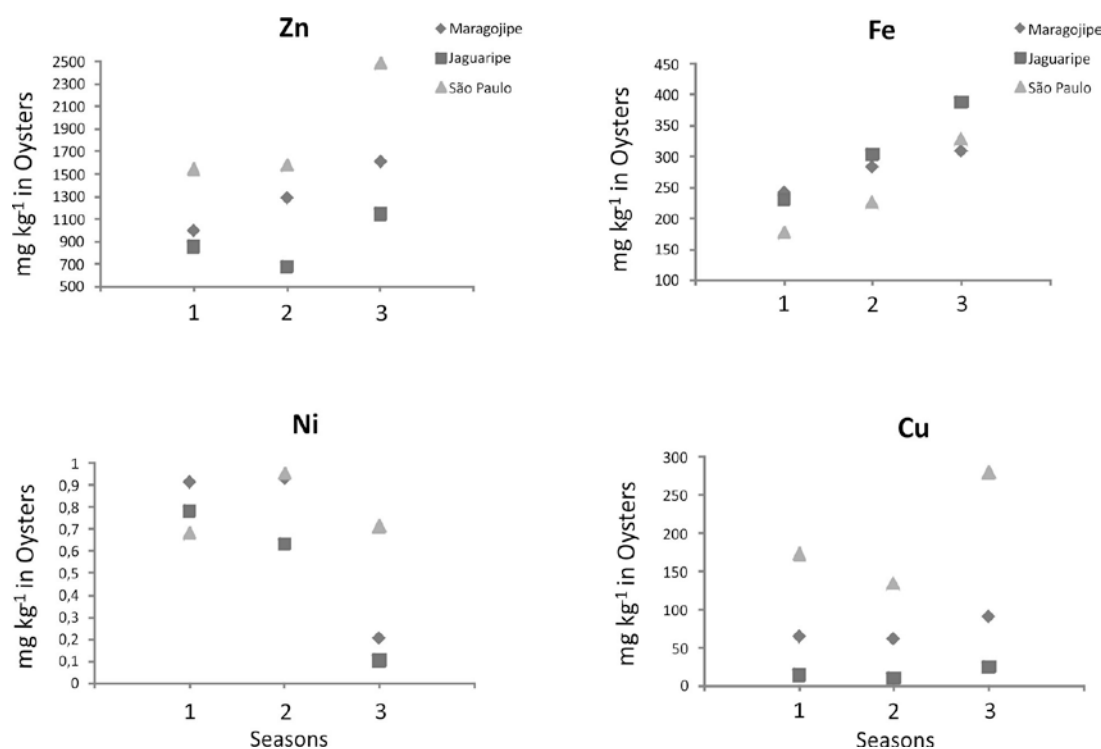 Zn
Maragojipe
Jaguaripe
São Paulo
mg kg⁻¹ in Oysters
2500
2300
2100
1900
1700
1500
1300
1100
900
700
500
1 2 3
Fe
Maragojipe
Jaguaripe
São Paulo
mg kg⁻¹ in Oysters
450
400
350
300
250
200
150
100
1 2 3
Ni
mg kg⁻¹ in Oysters
1
0,9
0,8
0,7
0,6
0,5
0,4
0,3
0,2
0,1
0
1 2 3
Seasons
Cu
mg kg⁻¹ in Oysters
300
250
200
150
100
50
0
1 2 3
Seasons